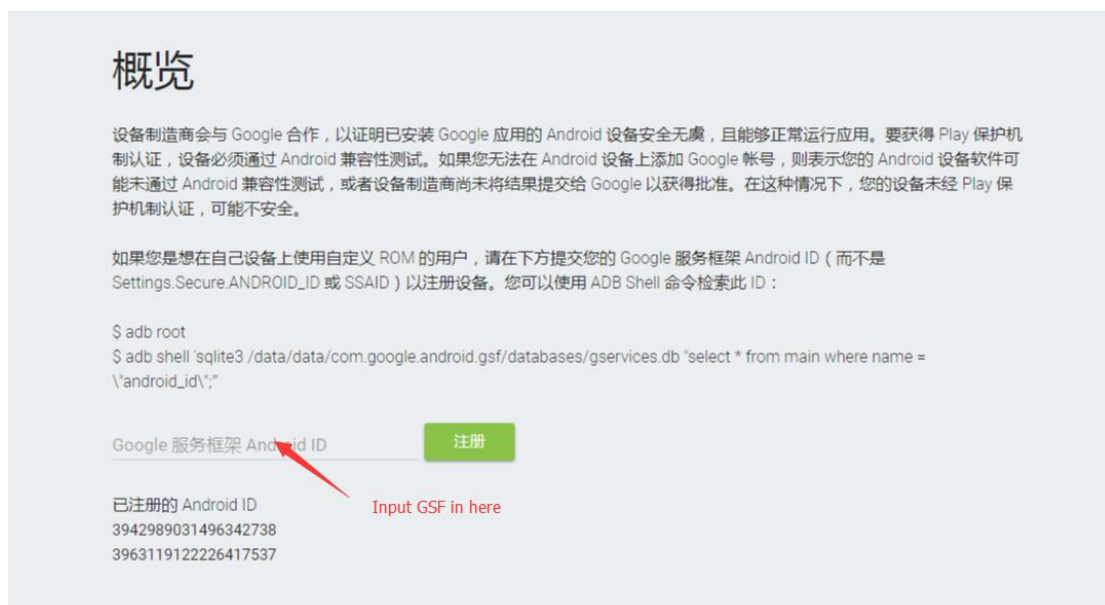 概览
设备制造商会与 Google 合作，以证明已安装 Google 应用的 Android 设备安全无虞，且能够正常运行应用。要获得 Play 保护机
制认证，设备必须通过 Android 兼容性测试。如果您无法在 Android 设备上添加 Google 帐号，则表示您的 Android 设备软件可
能未通过 Android 兼容性测试，或者设备制造商尚未将结果提交给 Google 以获得批准。在这种情况下，您的设备未经 Play 保
护机制认证，可能不安全。
如果您是想在自己设备上使用自定义 ROM 的用户，请在下方提交您的 Google 服务框架 Android ID（而不是
Settings.Secure.ANDROID_ID 或 SSAID）以注册设备。您可以使用 ADB Shell 命令检索此 ID：
$ adb root
$ adb shell 'sqlite3 /data/data/com.google.android.gsf/databases/gservices.db "select * from main where name =
\"android_id\";"'
Google 服务框架 Android ID
注册
Input GSF in here
已注册的 Android ID
3942989031496342738
3963119122226417537